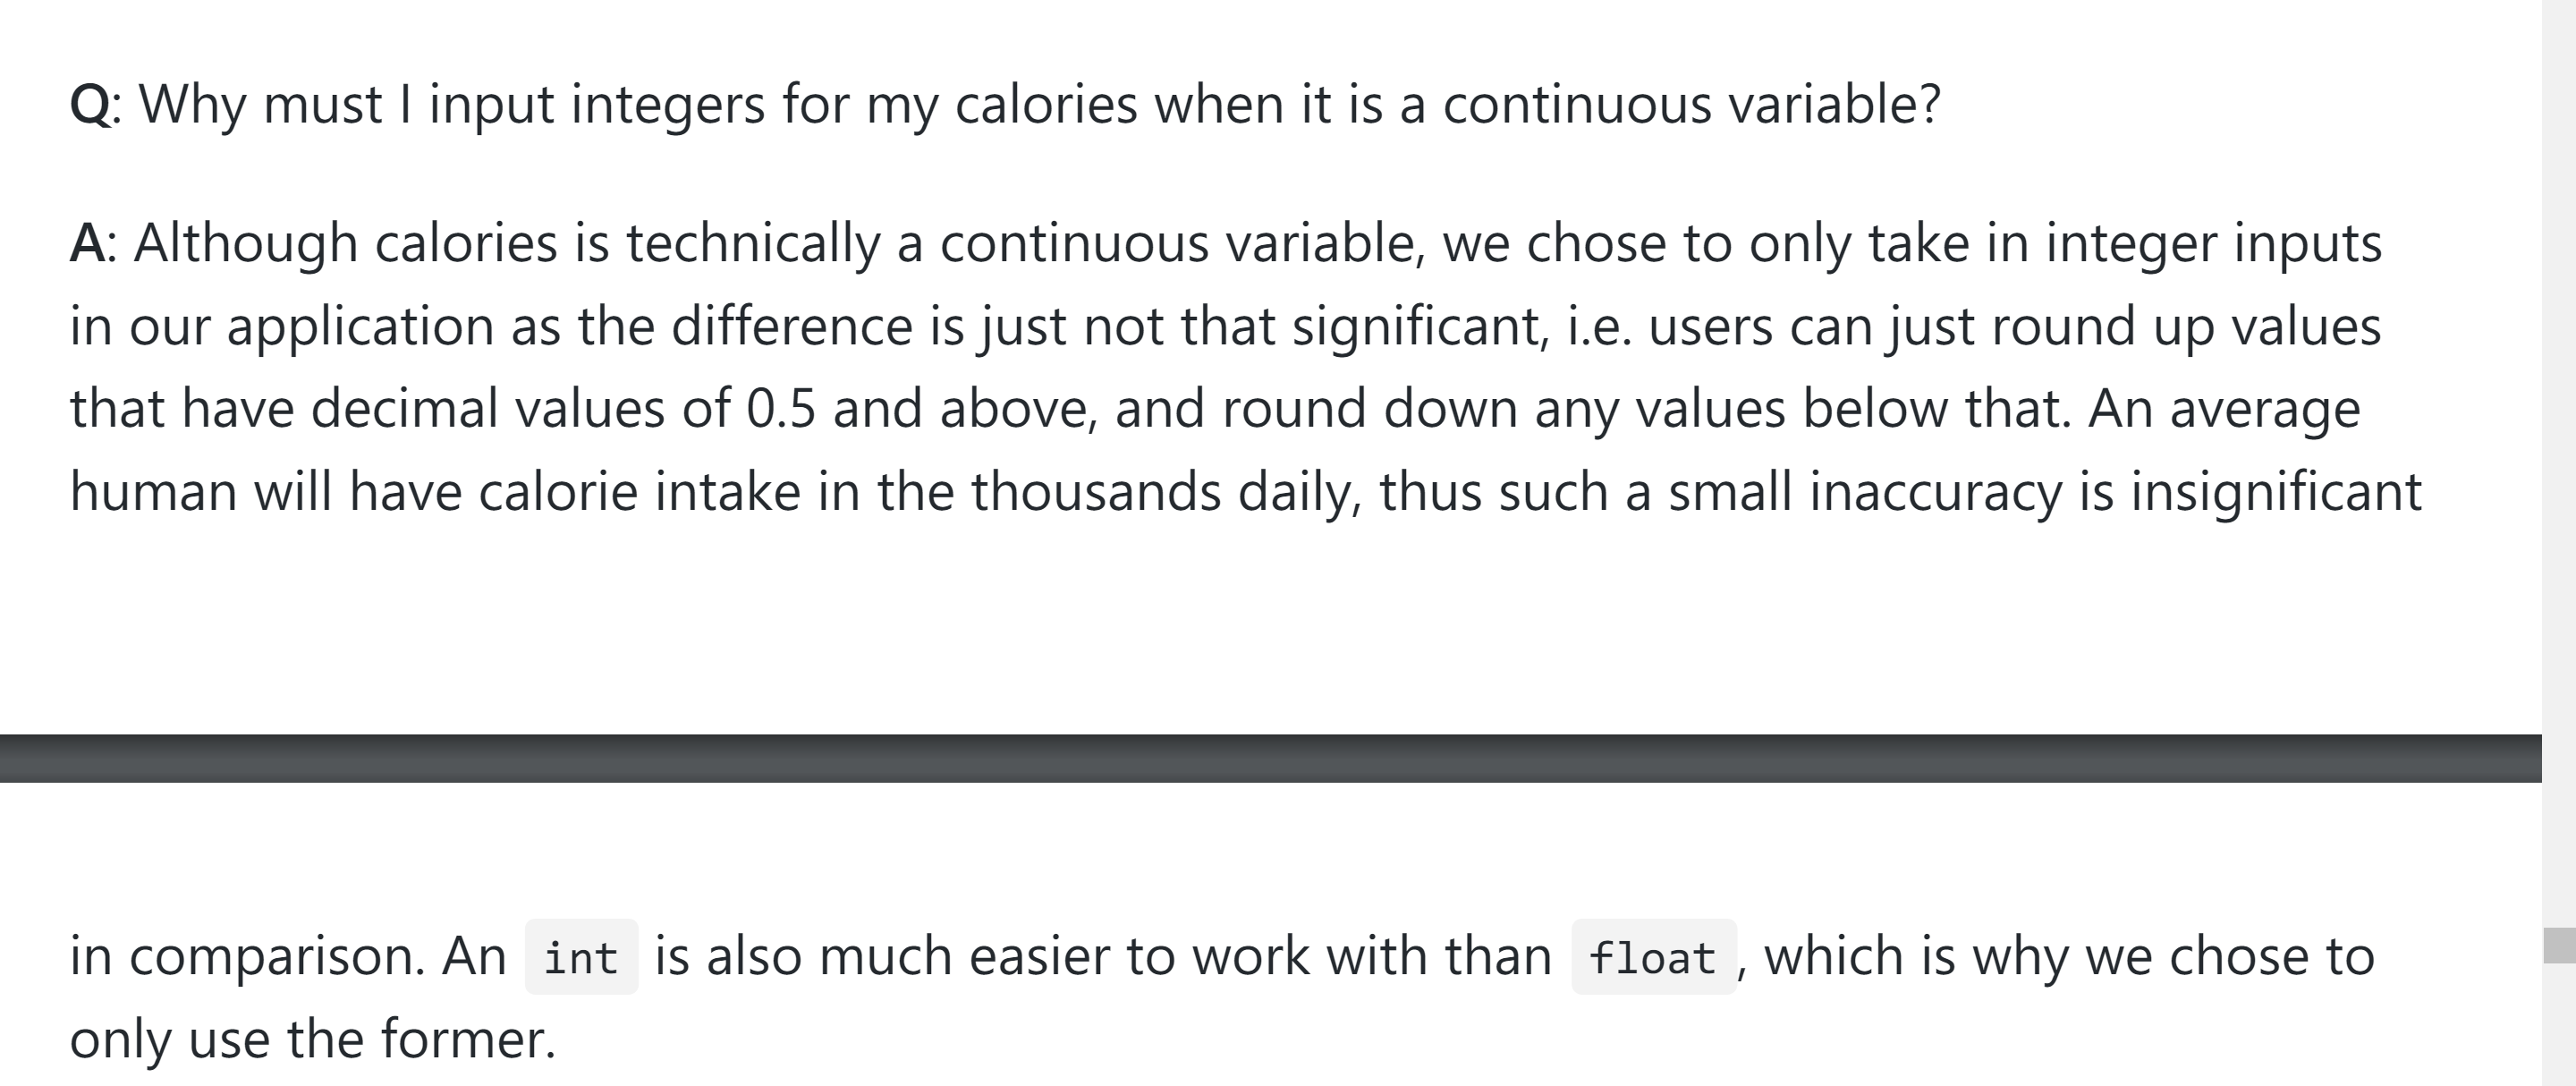 Q: Why must I input integers for my calories when it is a continuous variable?
A: Although calories is technically a continuous variable, we chose to only take in integer inputs
in our application as the difference is just not that significant, i.e. users can just round up values
that have decimal values of 0.5 and above, and round down any values below that. An average
human will have calorie intake in the thousands daily, thus such a small inaccuracy is insignificant
in comparison. An int is also much easier to work with than float, which is why we chose to
only use the former.